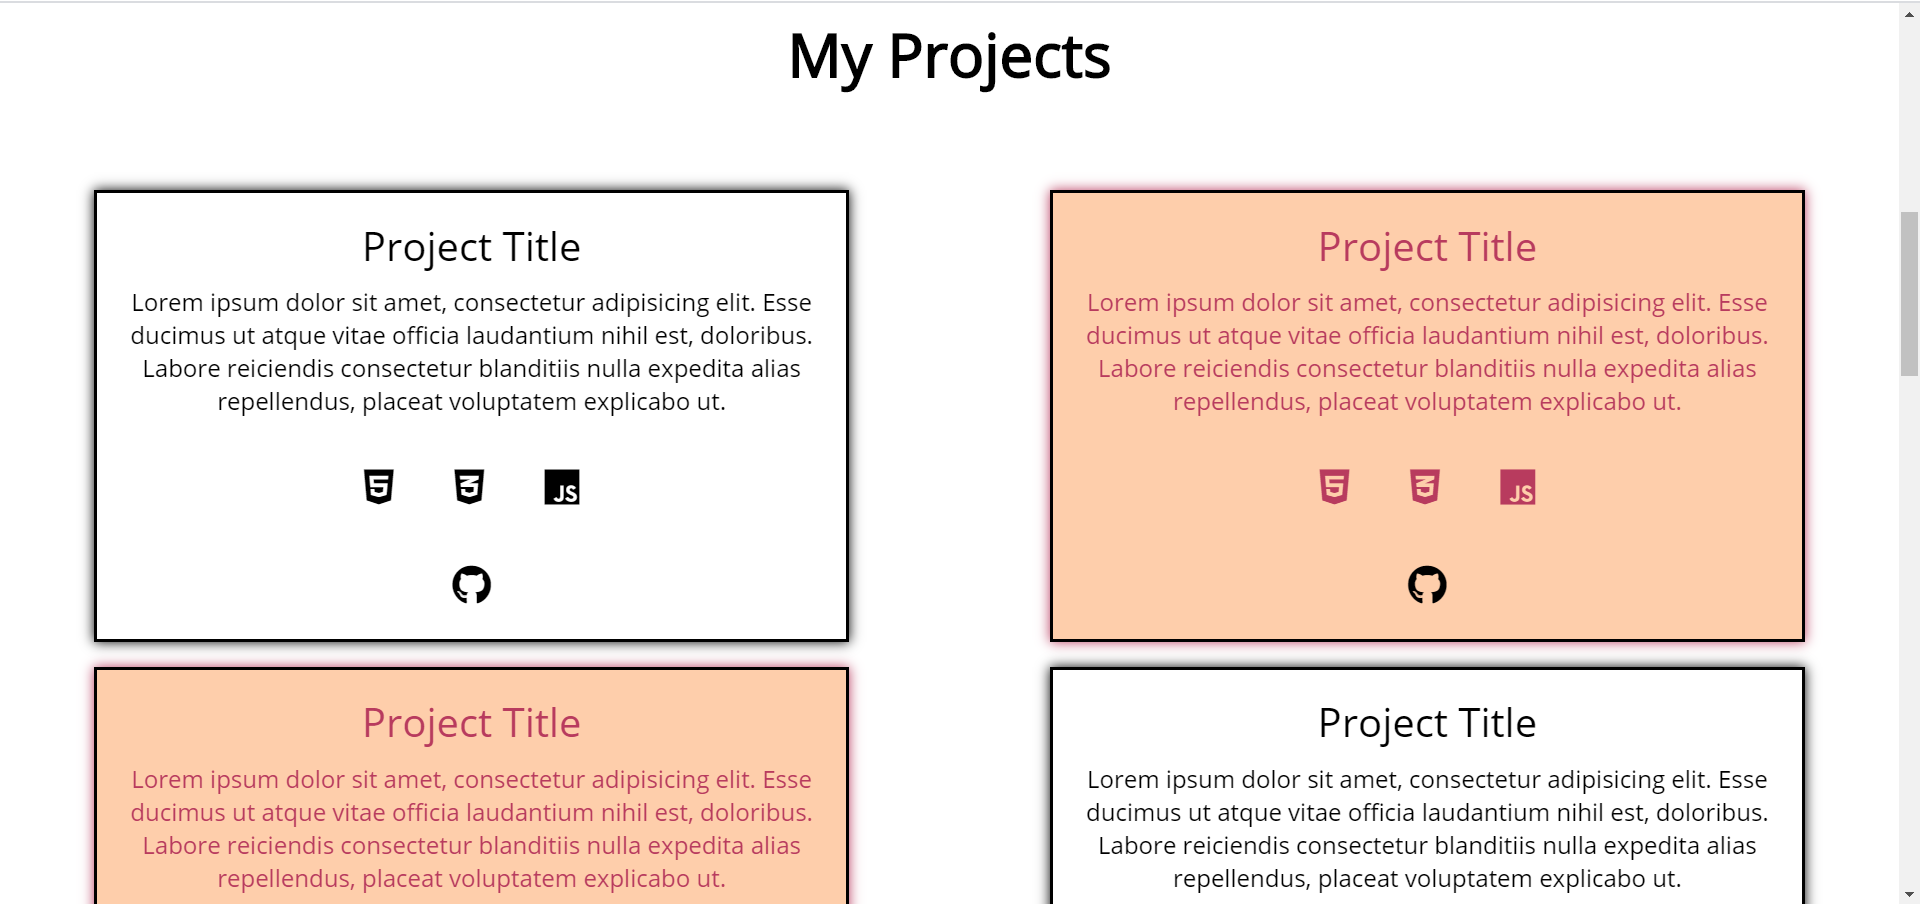 My Projects
Project Title
Lorem ipsum dolor sit amet, consectetur adipisicing elit. Esse
ducimus ut atque vitae officia laudantium nihil est, doloribus.
Labore reiciendis consectetur blanditiis nulla expedita alias
repellendus, placeat voluptatem explicabo ut.
5 3 JS
Project Title
Lorem ipsum dolor sit amet, consectetur adipisicing elit. Esse
ducimus ut atque vitae officia laudantium nihil est, doloribus.
Labore reiciendis consectetur blanditiis nulla expedita alias
repellendus, placeat voluptatem explicabo ut.
5 3 JS
Project Title
Lorem ipsum dolor sit amet, consectetur adipisicing elit. Esse
ducimus ut atque vitae officia laudantium nihil est, doloribus.
Labore reiciendis consectetur blanditiis nulla expedita alias
repellendus, placeat voluptatem explicabo ut.
Project Title
Lorem ipsum dolor sit amet, consectetur adipisicing elit. Esse
ducimus ut atque vitae officia laudantium nihil est, doloribus.
Labore reiciendis consectetur blanditiis nulla expedita alias
repellendus, placeat voluptatem explicabo ut.